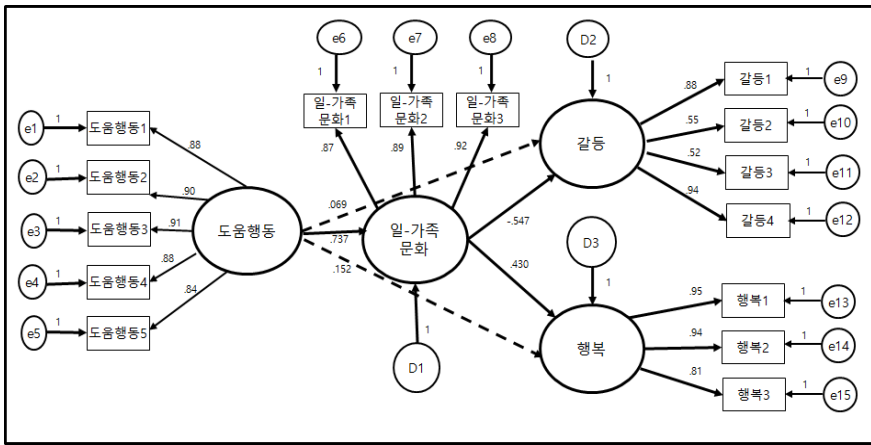 e6
e7
e8
D2
1
1
1
1
일-가족
문화1
일-가족
문화2
일-가족
문화3
.87
.89
.92
e1
1
도움행동1
.88
e2
1
도움행동2
.90
e3
1
도움행동3
.91
e4
1
도움행동4
.88
e5
1
도움행동5
.84
도움행동
.069
.737
.152
일-가족
문화
1
D1
-.547
.430
갈등
.88
갈등1
1
e9
.55
갈등2
1
e10
.52
갈등3
1
e11
.94
갈등4
1
e12
D3
1
행복
.95
행복1
1
e13
.94
행복2
1
e14
.81
행복3
1
e15